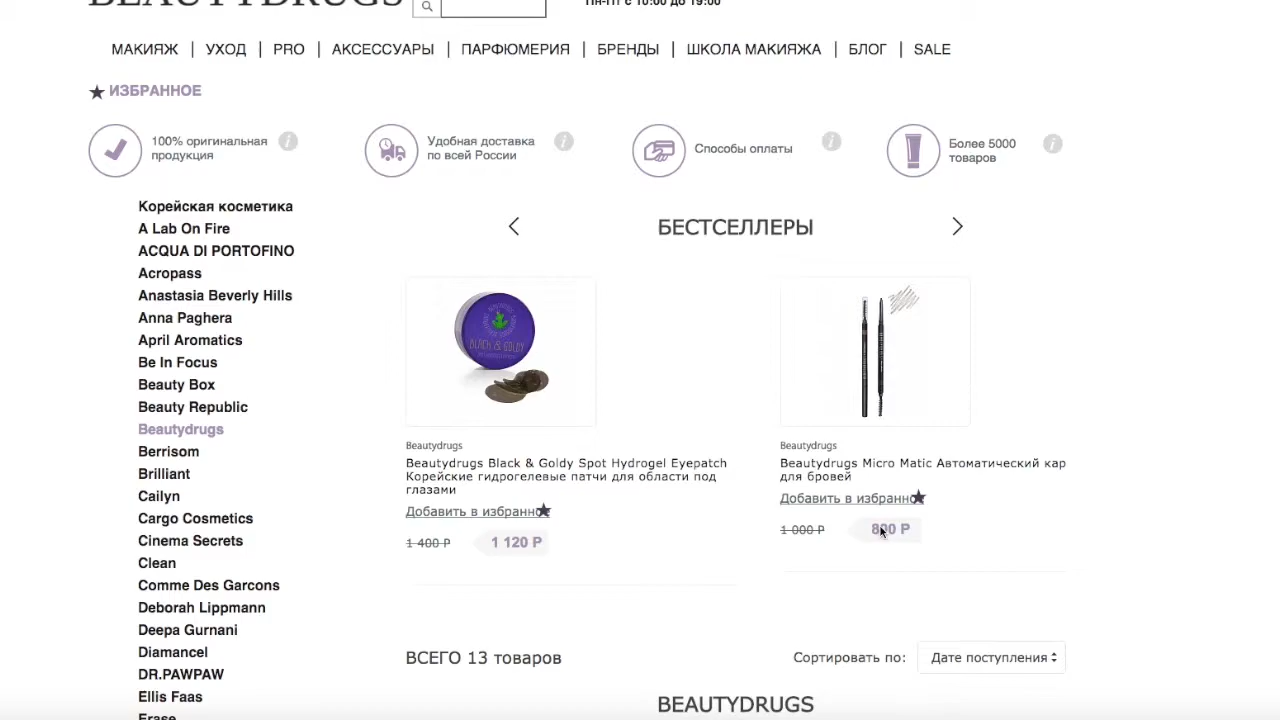 BEAUTYDRUGS
Пн-Пт с 10:00 до 19:00
МАКИЯЖ | УХОД | PRO | АКСЕССУАРЫ | ПАРФЮМЕРИЯ | БРЕНДЫ | ШКОЛА МАКИЯЖА | БЛОГ | SALE
ИЗБРАННОЕ
100% оригинальная
продукция
Удобная доставка
по всей России
Способы оплаты
Более 5000
товаров
Корейская косметика
A Lab On Fire
ACQUA DI PORTOFINO
Acropass
Anastasia Beverly Hills
Anna Paghera
April Aromatics
Be In Focus
Beauty Box
Beauty Republic
Beautydrugs
Berrisom
Brilliant
Cailyn
Cargo Cosmetics
Cinema Secrets
Clean
Comme Des Garcons
Deborah Lippmann
Deepa Gurnani
Diamancel
DR.PAWPAW
Ellis Faas
Erase
БЕСТСЕЛЛЕРЫ
BLACK & GOLDY
Beautydrugs
Beautydrugs Black & Goldy Spot Hydrogel Eyepatch
Корейские гидрогелевые патчи для области под
глазами
Добавить в избранное
1 400 Р
1 120 Р
Beautydrugs
Beautydrugs Micro Matic Автоматический кар
для бровей
Добавить в избранное
1 000 Р
800 Р
ВСЕГО 13 товаров
Сортировать по:
Дате поступления
BEAUTYDRUGS